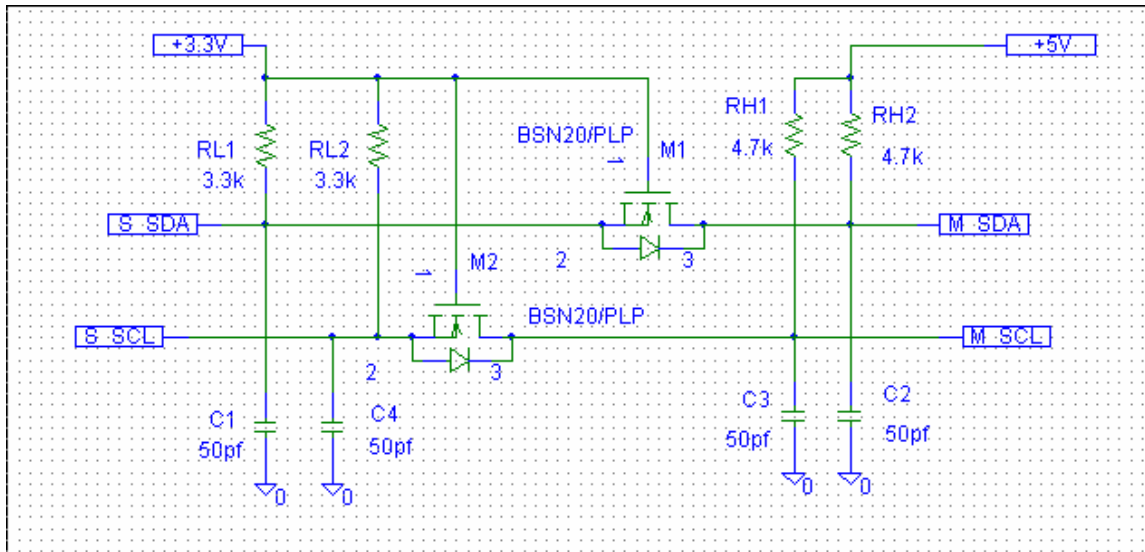 +3.3V
+5V
RH1
RH2
BSN20/PLP
RL1
RL2
M1
4.7k
4.7k
1
3.3k
3.3k
S_SDA
M_SDA
2
3
M2
1
BSN20/PLP
S_SCL
M_SCL
2
3
C1
C4
C3
C2
50pf
50pf
50pf
50pf
0
0
0
0